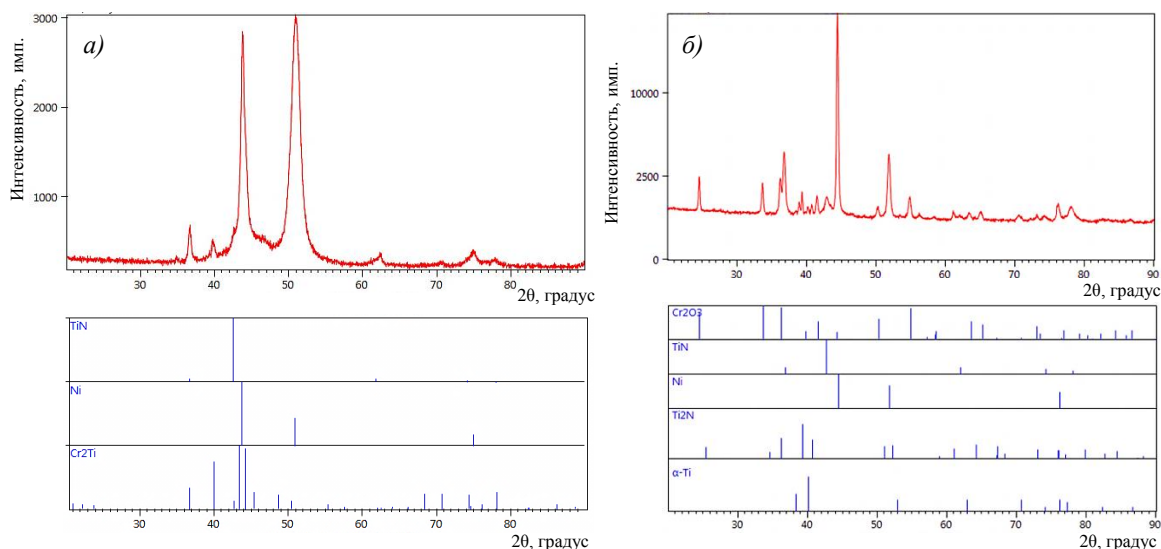 а)
Интенсивность, имп.
3000
2000
1000
30 40 50 60 70 80
2θ, градус
TiN
Ni
Cr2Ti
30 40 50 60 70 80
2θ, градус
б)
Интенсивность, имп.
10000
2500
0
30 40 50 60 70 80 90
2θ, градус
Cr2O3
TiN
Ni
Ti2N
α-Ti
30 40 50 60 70 80 90
2θ, градус